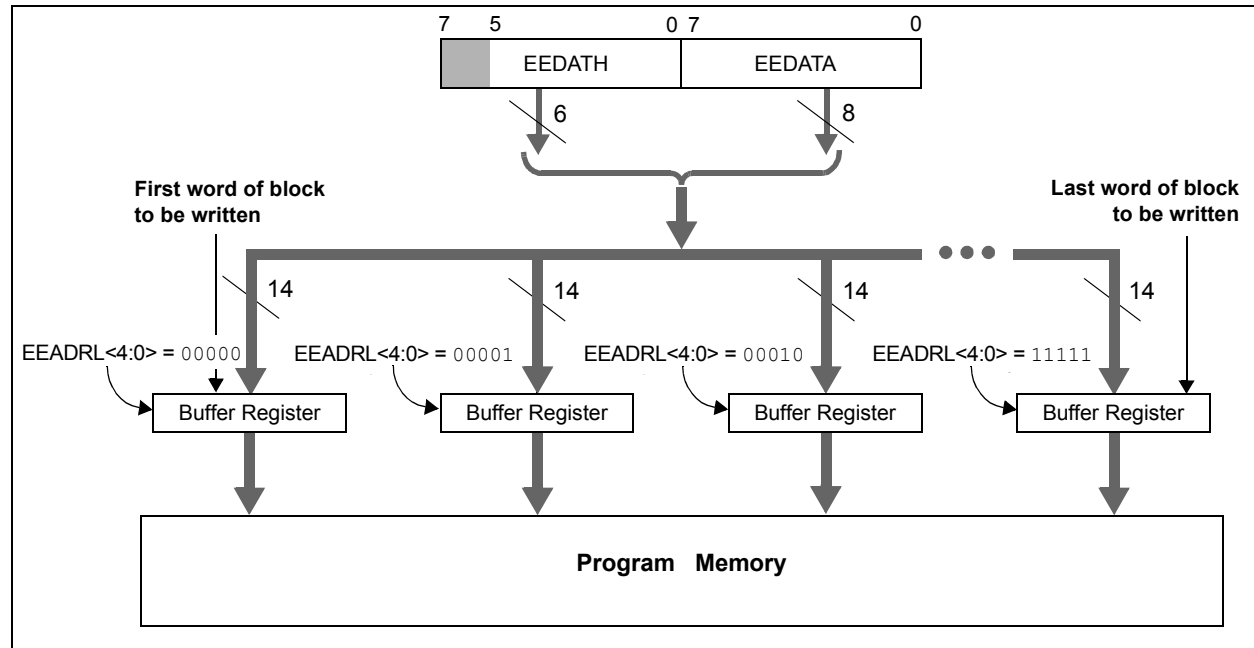 7 5 0 7 0
EEDATH EEDATA
6 8
First word of block
to be written
Last word of block
to be written
14 14 14 14
EEADRL<4:0> = 00000 EEADRL<4:0> = 00001 EEADRL<4:0> = 00010 EEADRL<4:0> = 11111
Buffer Register Buffer Register Buffer Register Buffer Register
Program Memory